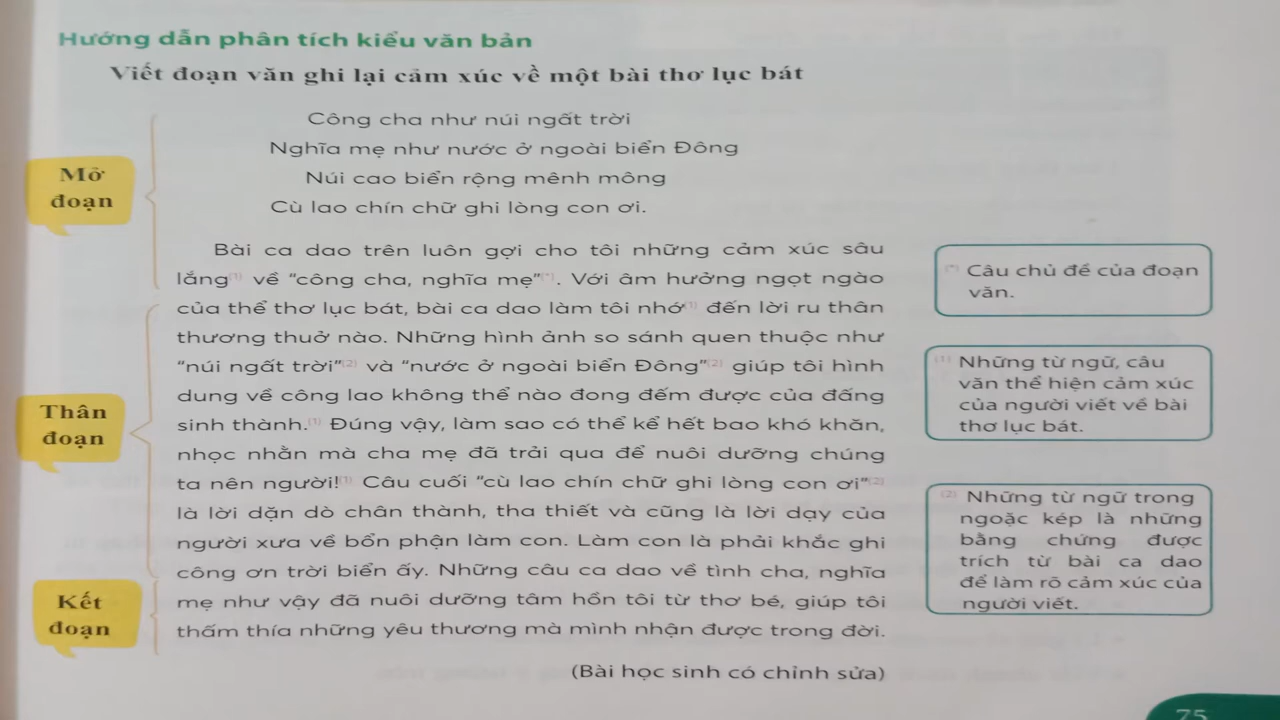 Hướng dẫn phân tích kiểu văn bản
Viết đoạn văn ghi lại cảm xúc về một bài thơ lục bát
Mở
đoạn
Công cha như núi ngất trời
Nghĩa mẹ như nước ở ngoài biển Đông
Núi cao biển rộng mênh mông
Cù lao chín chữ ghi lòng con ơi.
Bài ca dao trên luôn gợi cho tôi những cảm xúc sâu
lắng(1) về “công cha, nghĩa mẹ”(*). Với âm hưởng ngọt ngào
của thể thơ lục bát, bài ca dao làm tôi nhớ(1) đến lời ru thân
thương thuở nào. Những hình ảnh so sánh quen thuộc như
“núi ngất trời”(2) và “nước ở ngoài biển Đông”(2) giúp tôi hình
dung về công lao không thể nào đong đếm được của đấng
sinh thành.(1) Đúng vậy, làm sao có thể kể hết bao khó khăn,
nhọc nhằn mà cha mẹ đã trải qua để nuôi dưỡng chúng
ta nên người!(1) Câu cuối “cù lao chín chữ ghi lòng con ơi”(2)
là lời dặn dò chân thành, tha thiết và cũng là lời dạy của
người xưa về bổn phận làm con. Làm con là phải khắc ghi
công ơn trời biển ấy. Những câu ca dao về tình cha, nghĩa
mẹ như vậy đã nuôi dưỡng tâm hồn tôi từ thơ bé, giúp tôi
thấm thía những yêu thương mà mình nhận được trong đời.
(Bài học sinh có chỉnh sửa)
Thân
đoạn
Kết
đoạn
(*) Câu chủ đề của đoạn
văn.
(1) Những từ ngữ, câu
văn thể hiện cảm xúc
của người viết về bài
thơ lục bát.
(2) Những từ ngữ trong
ngoặc kép là những
bằng chứng được
trích từ bài ca dao
để làm rõ cảm xúc của
người viết.
75